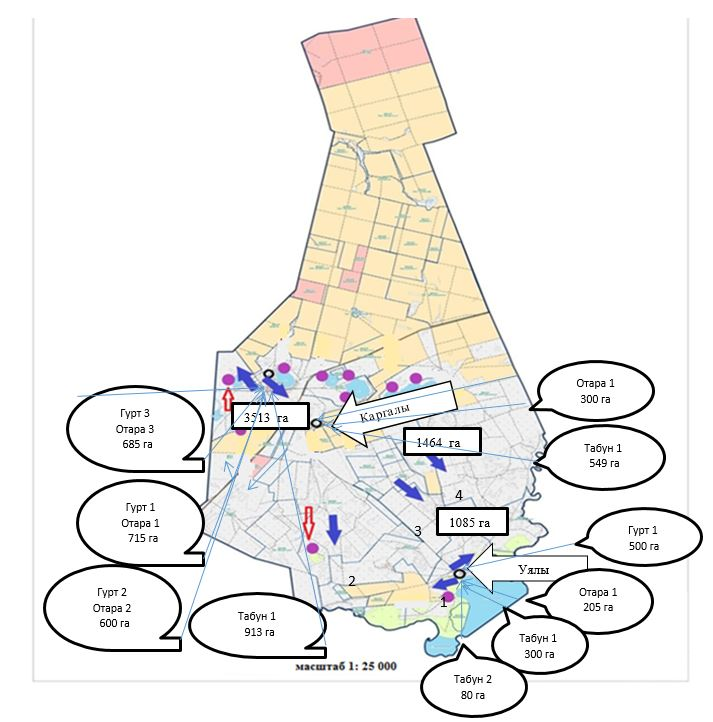 Каргалы
3513 га
1464 га
4
1085 га
3
Уялы
2
1
Отара 1
300 га
Табун 1
549 га
Гурт 1
500 га
Отара 1
205 га
Табун 1
300 га
Табун 2
80 га
Гурт 3
Отара 3
685 га
Гурт 1
Отара 1
715 га
Гурт 2
Отара 2
600 га
Табун 1
913 га
масштаб 1: 25 000